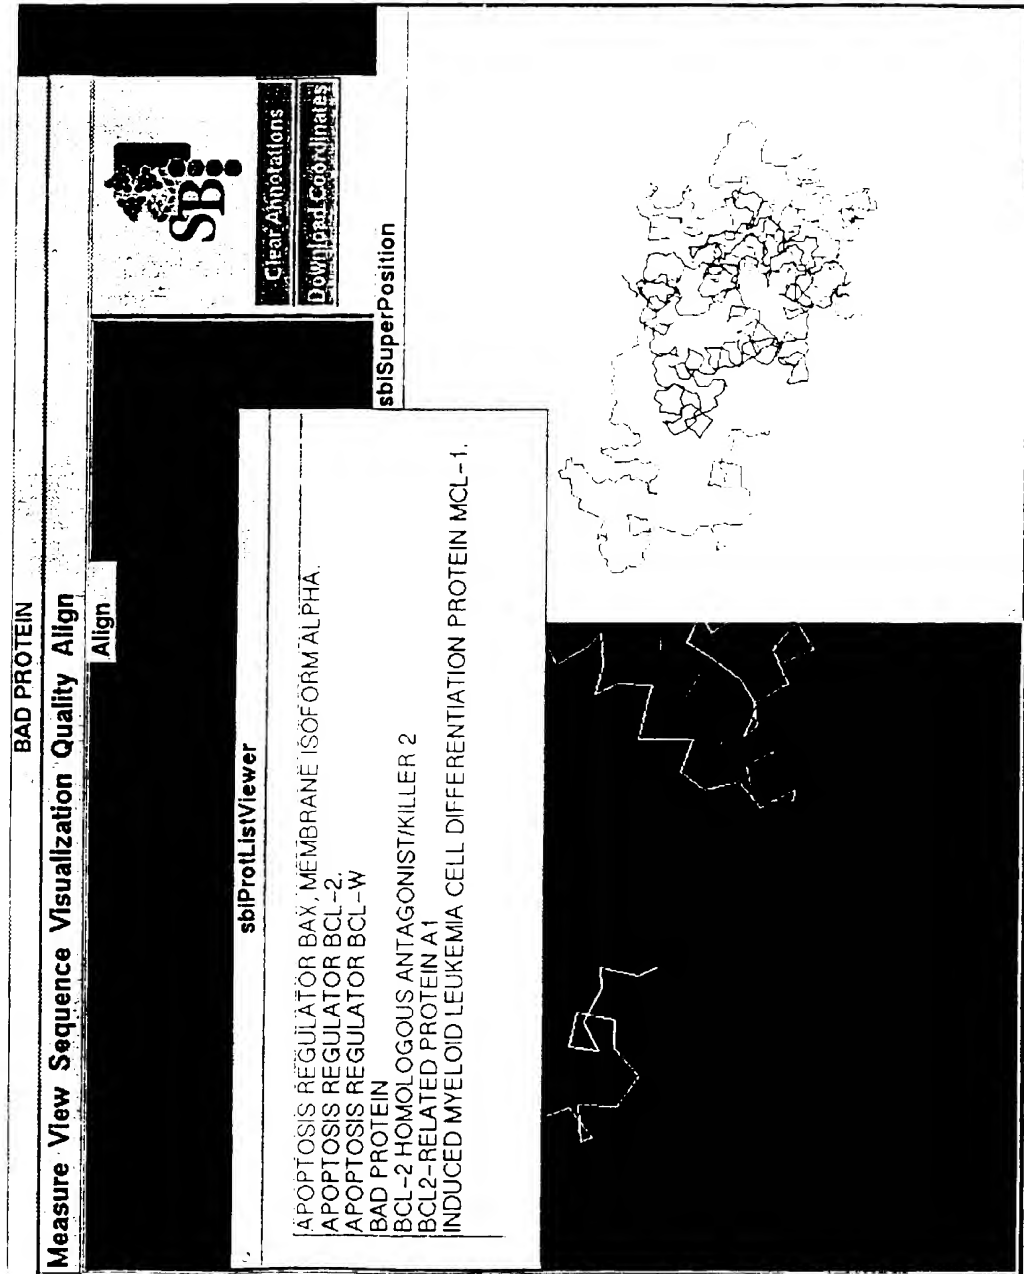 BAD PROTEIN
Measure View Sequence Visualization Quality Align
Align
SBI
Clear Annotations
Download Coordinates
sbiProtListViewer
APOPTOSIS REGULATOR BAX, MEMBRANE ISOFORM ALPHA.
APOPTOSIS REGULATOR BCL-2.
APOPTOSIS REGULATOR BCL-W
BAD PROTEIN
BCL-2 HOMOLOGOUS ANTAGONIST/KILLER 2
BCL2-RELATED PROTEIN A1
INDUCED MYELOID LEUKEMIA CELL DIFFERENTIATION PROTEIN MCL-1.
sbiSuperPosition